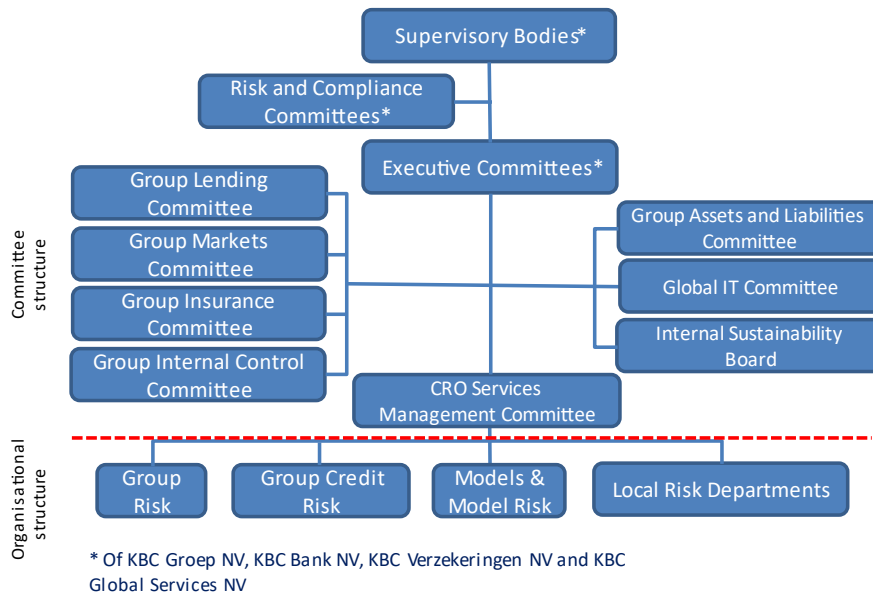 Supervisory Bodies*
Risk and Compliance
Committees*
Executive Committees*
Group Lending
Committee
Group Markets
Committee
Group Insurance
Committee
Group Internal Control
Committee
Group Assets and Liabilities
Committee
Global IT Committee
Internal Sustainability
Board
CRO Services
Management Committee
Committee
structure
Group
Risk
Group Credit
Risk
Models &
Model Risk
Local Risk Departments
Organisational
structure
* Of KBC Groep NV, KBC Bank NV, KBC Verzekeringen NV and KBC
Global Services NV